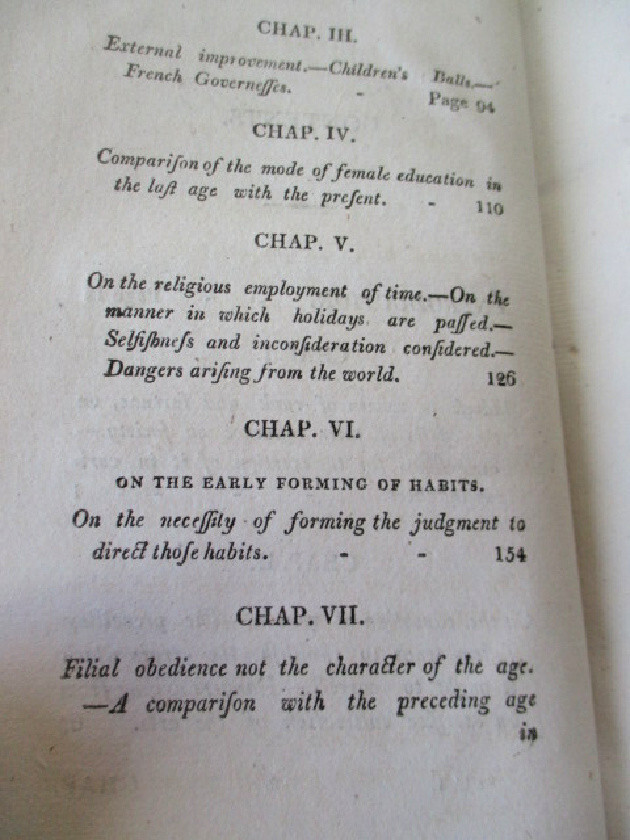 CHAP. III.
External improvement.—Children's Balls.—
French Governeſſes. - Page 94
CHAP. IV.
Compariſon of the mode of female education in
the laſt age with the preſent. - 110
CHAP. V.
On the religious employment of time.—On the
manner in which holidays are paſſed.—
Selfiſhneſs and inconſideration conſidered.—
Dangers ariſing from the world. 126
CHAP. VI.
ON THE EARLY FORMING OF HABITS.
On the neceſſity of forming the judgment to
direct thoſe habits. - - 154
CHAP. VII.
Filial obedience not the character of the age.
—A compariſon with the preceding age
in